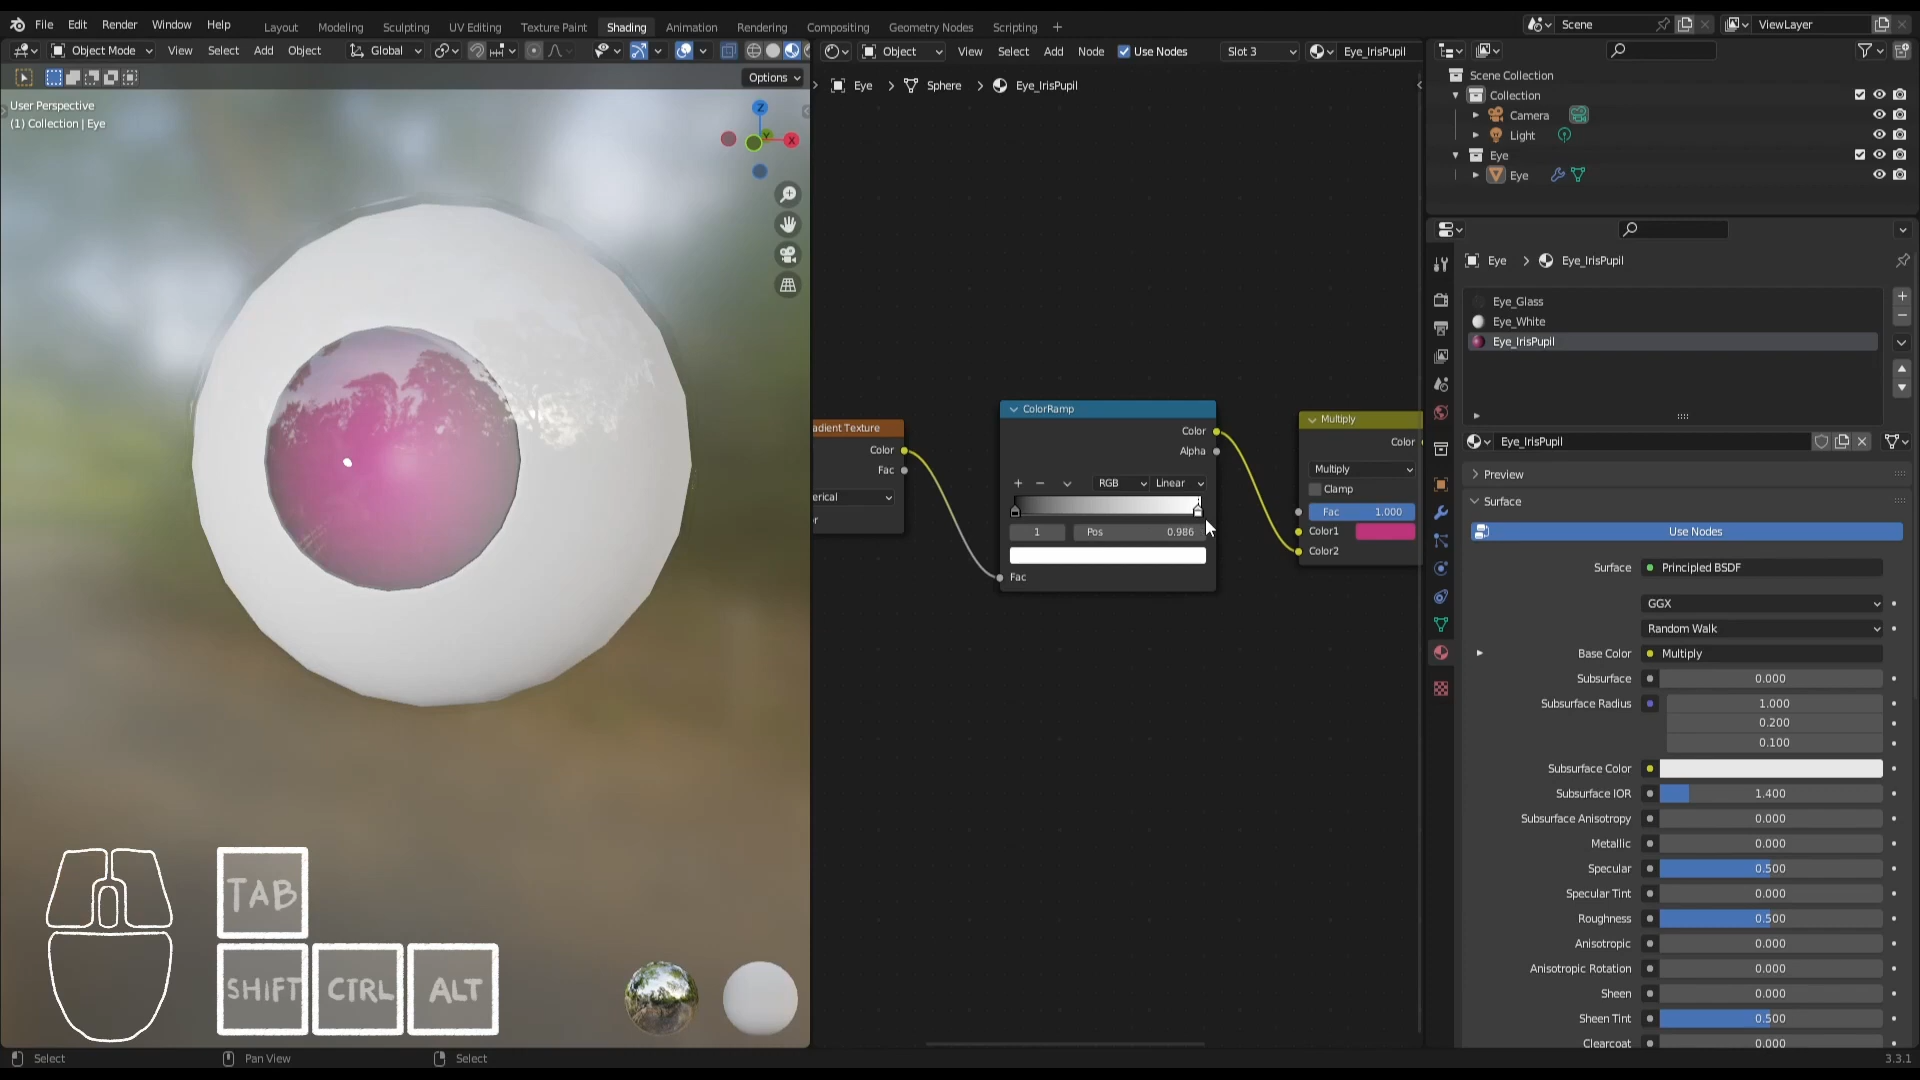 File Edit Render Window Help
Layout Modeling Sculpting UV Editing Texture Paint Shading Animation Rendering Compositing Geometry Nodes Scripting +
Scene ViewLayer
Object Mode View Select Add Object Global
Object View Select Add Node Use Nodes Slot 3 Eye_IrisPupil
Options
User Perspective
(1) Collection | Eye
Z
Y
X
Eye > Sphere > Eye_IrisPupil
adient Texture
Color
Fac
erical
or
ColorRamp
Color
Alpha
RGB Linear
1 Pos 0.986
Fac
Multiply
Color
Multiply
Clamp
Fac 1.000
Color1
Color2
Scene Collection
Collection
Camera
Light
Eye
Eye
Eye > Eye_IrisPupil
Eye_Glass
Eye_White
Eye_IrisPupil
Eye_IrisPupil
Preview
Surface
Use Nodes
Surface Principled BSDF
GGX
Random Walk
Base Color Multiply
Subsurface 0.000
Subsurface Radius 1.000
0.200
0.100
Subsurface Color
Subsurface IOR 1.400
Subsurface Anisotropy 0.000
Metallic 0.000
Specular 0.500
Specular Tint 0.000
Roughness 0.500
Anisotropic 0.000
Anisotropic Rotation 0.000
Sheen 0.000
Sheen Tint 0.500
Clearcoat 0.000
TAB
SHIFT CTRL ALT
Select Pan View Select
3.3.1